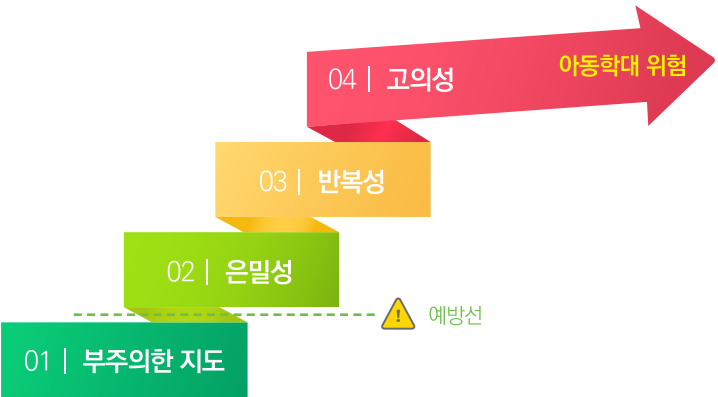 04 | 고의성
아동학대 위험
03 | 반복성
02 | 은밀성
예방선
01 | 부주의한 지도